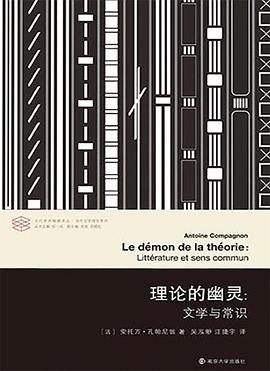 Antoine Compagnon
Le démon de la théorie:
Littérature et sens commun
理论的幽灵:
文学与常识
[法] 安托万·孔帕尼翁 著 吴泓缈 汪捷宇 译
南京大学出版社